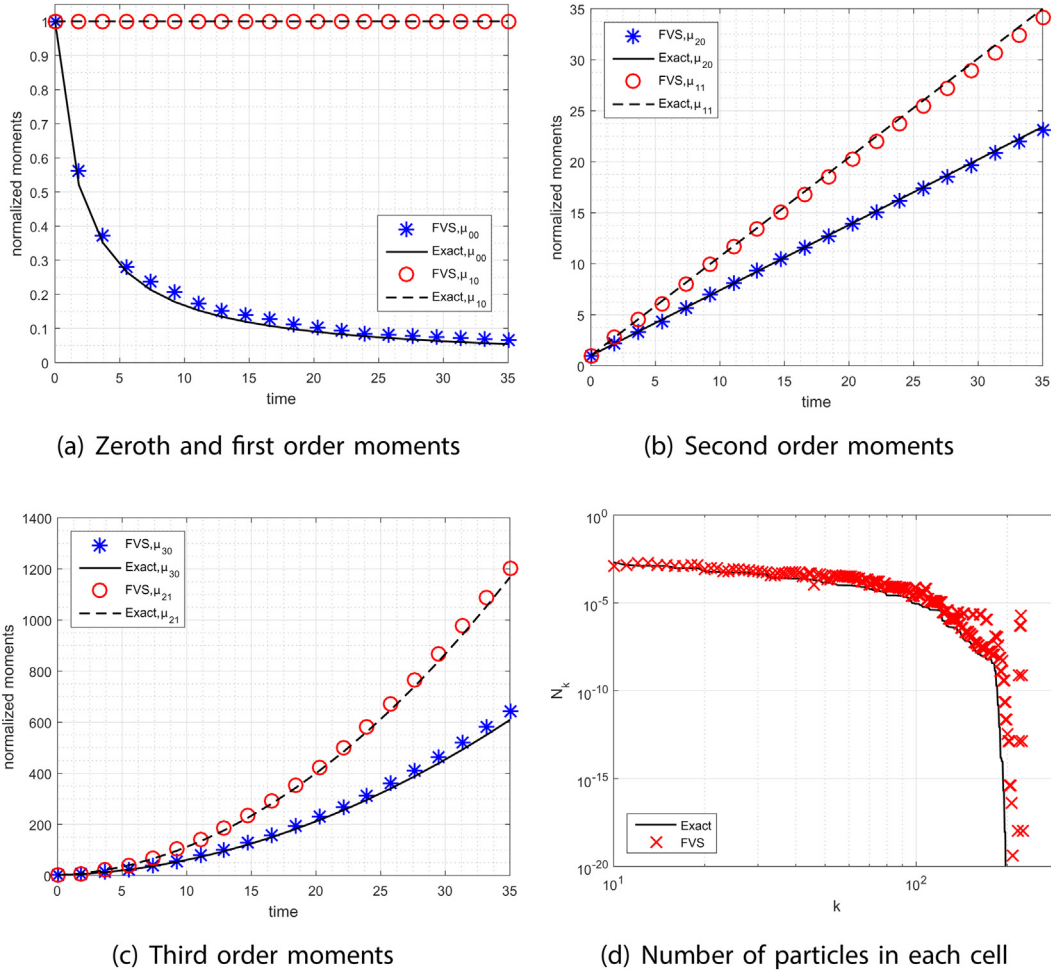 normalized moments
1
0.9
0.8
0.7
0.6
0.5
0.4
0.3
0.2
0.1
0
FVS,μ00
Exact,μ00
FVS,μ10
Exact,μ10
0 5 10 15 20 25 30 35
time
(a) Zeroth and first order moments
normalized moments
35
30
25
20
15
10
5
0
FVS,μ20
Exact,μ20
FVS,μ11
Exact,μ11
0 5 10 15 20 25 30 35
time
(b) Second order moments
normalized moments
1400
1200
1000
800
600
400
200
0
FVS,μ30
Exact,μ30
FVS,μ21
Exact,μ21
0 5 10 15 20 25 30 35
time
(c) Third order moments
Nk
10^0
10^-5
10^-10
10^-15
10^-20
Exact
FVS
10^1 10^2
k
(d) Number of particles in each cell